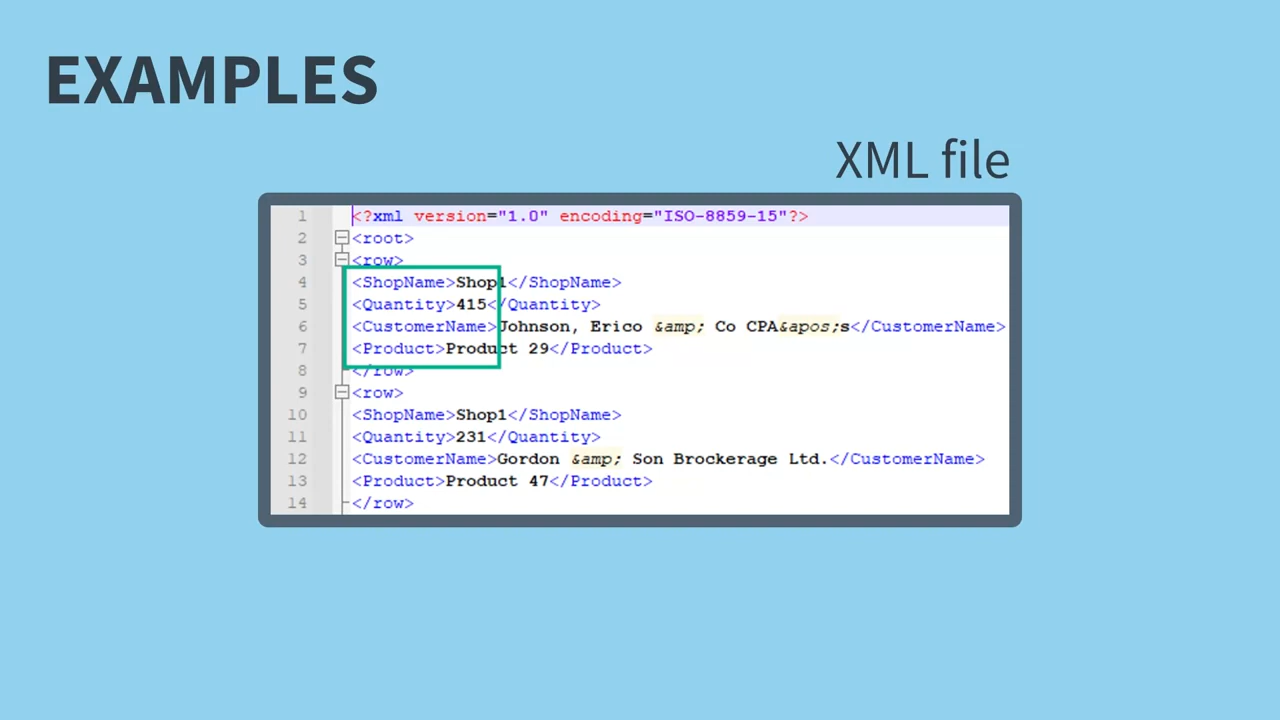 EXAMPLES
XML file
1 <?xml version="1.0" encoding="ISO-8859-15"?>
2 <root>
3 <row>
4 <ShopName>Shop1</ShopName>
5 <Quantity>415</Quantity>
6 <CustomerName>Johnson, Erico &amp; Co CPA&apos;s</CustomerName>
7 <Product>Product 29</Product>
8 </row>
9 <row>
10 <ShopName>Shop1</ShopName>
11 <Quantity>231</Quantity>
12 <CustomerName>Gordon &amp; Son Brockerage Ltd.</CustomerName>
13 <Product>Product 47</Product>
14 </row>